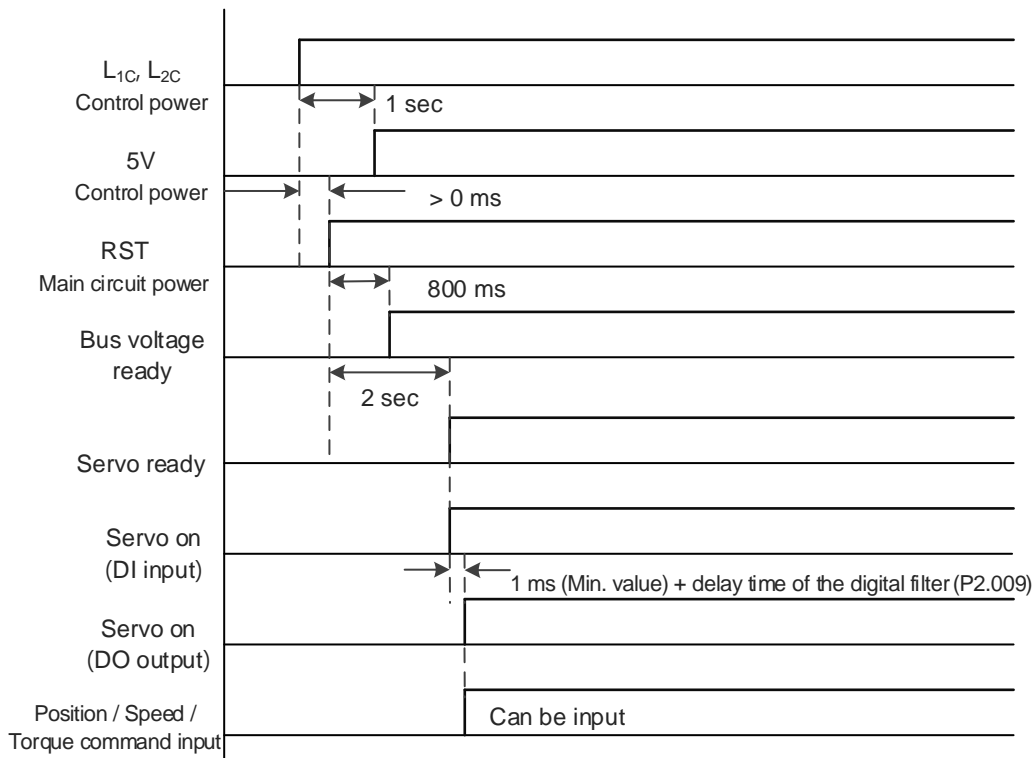 L1C, L2C
Control power
1 sec
5V
Control power
> 0 ms
RST
Main circuit power
800 ms
Bus voltage
ready
2 sec
Servo ready
Servo on
(DI input)
1 ms (Min. value) + delay time of the digital filter (P2.009)
Servo on
(DO output)
Position / Speed /
Torque command input
Can be input